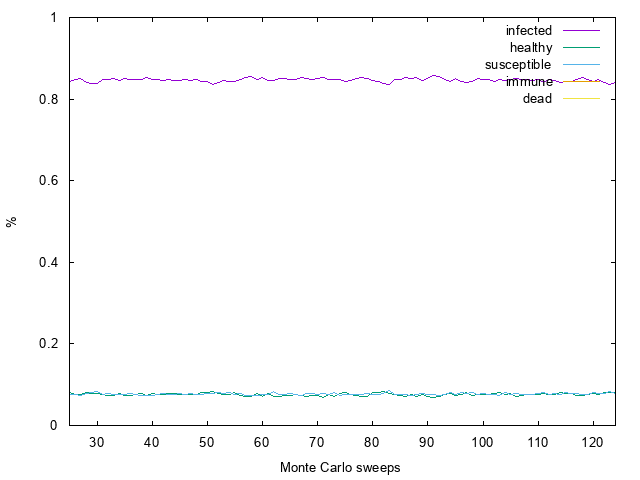 1
0.8
0.6
0.4
0.2
0
%
30 40 50 60 70 80 90 100 110 120
Monte Carlo sweeps
infected
healthy
susceptible
immune
dead